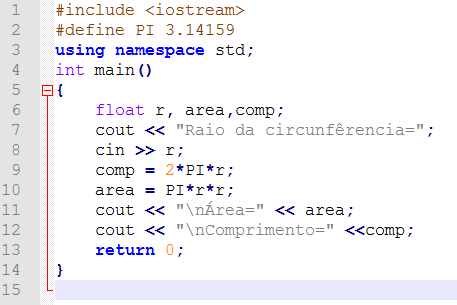 1 #include <iostream>
2 #define PI 3.14159
3 using namespace std;
4 int main()
5 {
6 float r, area,comp;
7 cout << "Raio da circunfêrencia=";
8 cin >> r;
9 comp = 2*PI*r;
10 area = PI*r*r;
11 cout << "\nÁrea=" << area;
12 cout << "\nComprimento=" <<comp;
13 return 0;
14 }
15